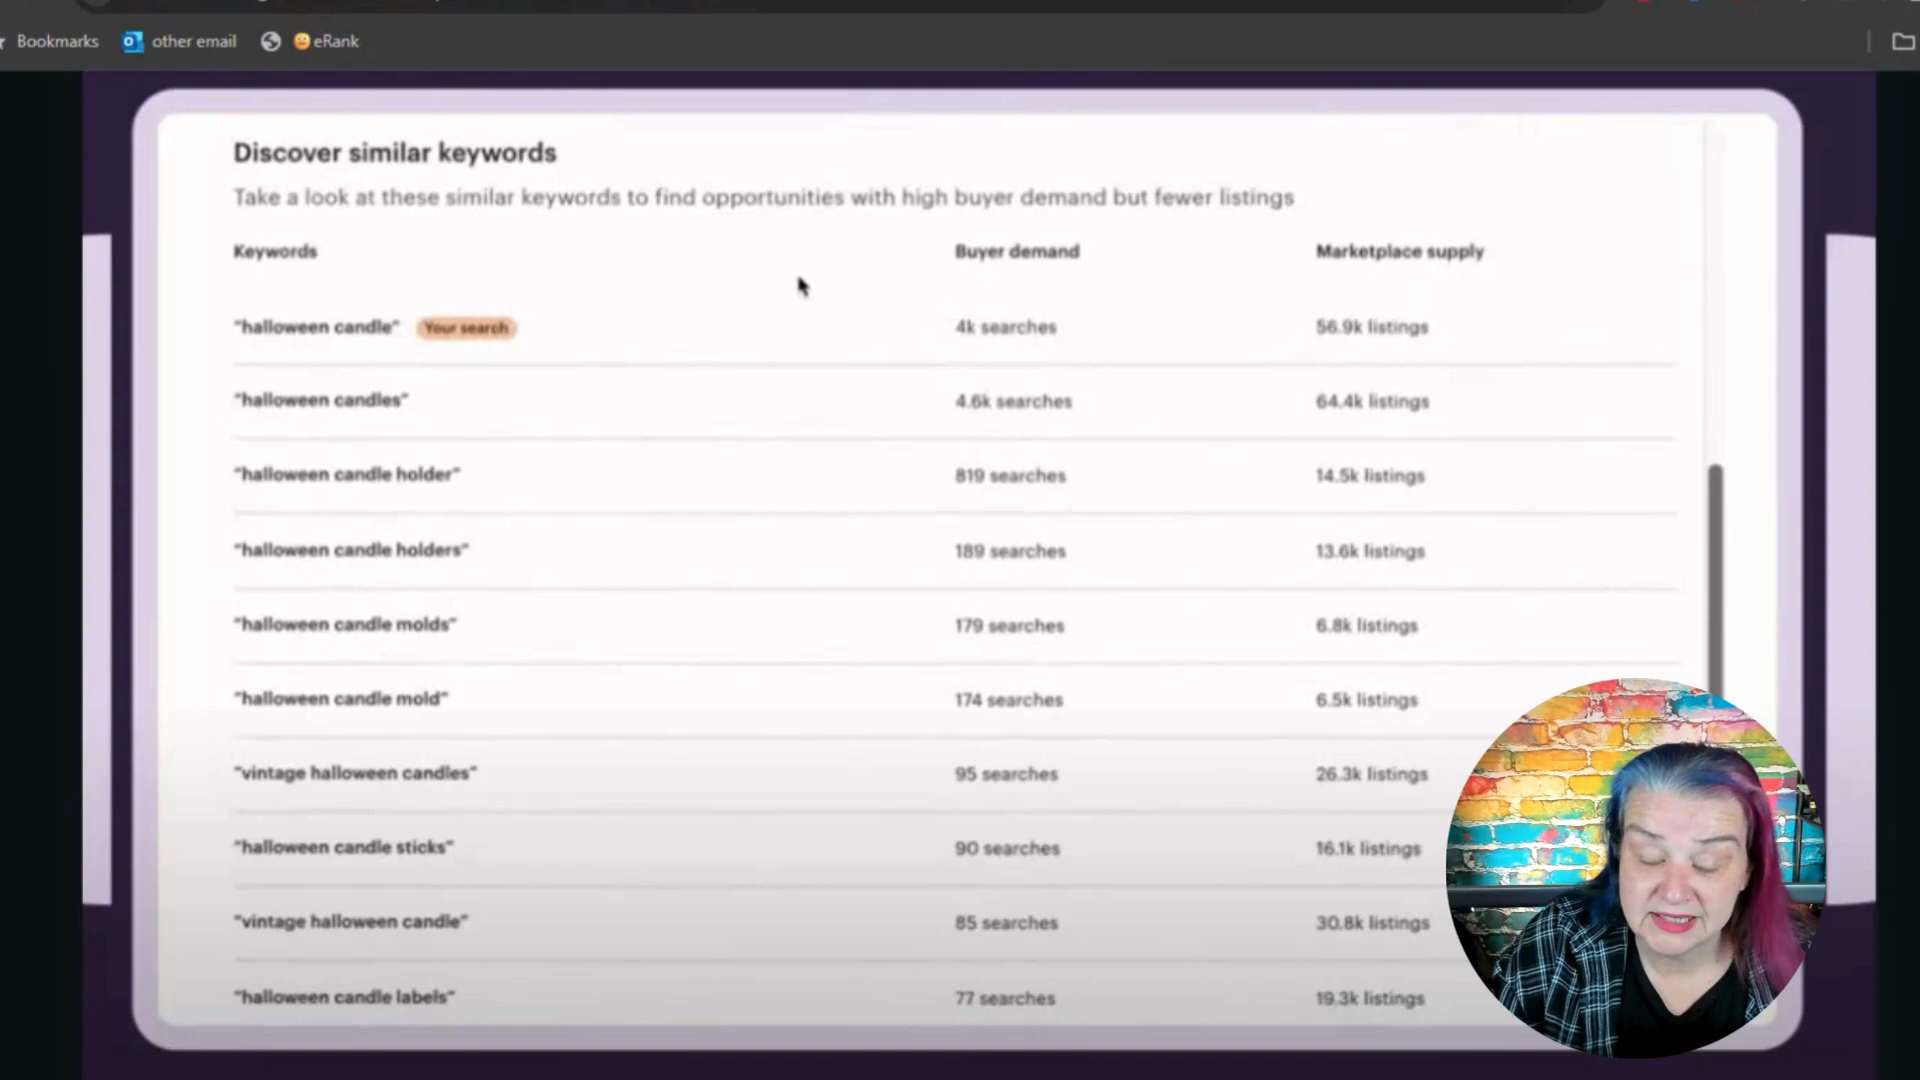 Bookmarks other email eRank
Discover similar keywords
Take a look at these similar keywords to find opportunities with high buyer demand but fewer listings
Keywords Buyer demand Marketplace supply
"halloween candle" Your search 4k searches 56.9k listings
"halloween candles" 4.6k searches 64.4k listings
"halloween candle holder" 819 searches 14.5k listings
"halloween candle holders" 189 searches 13.6k listings
"halloween candle molds" 179 searches 6.8k listings
"halloween candle mold" 174 searches 6.5k listings
"vintage halloween candles" 95 searches 26.3k listings
"halloween candle sticks" 90 searches 16.1k listings
"vintage halloween candle" 85 searches 30.8k listings
"halloween candle labels" 77 searches 19.3k listings